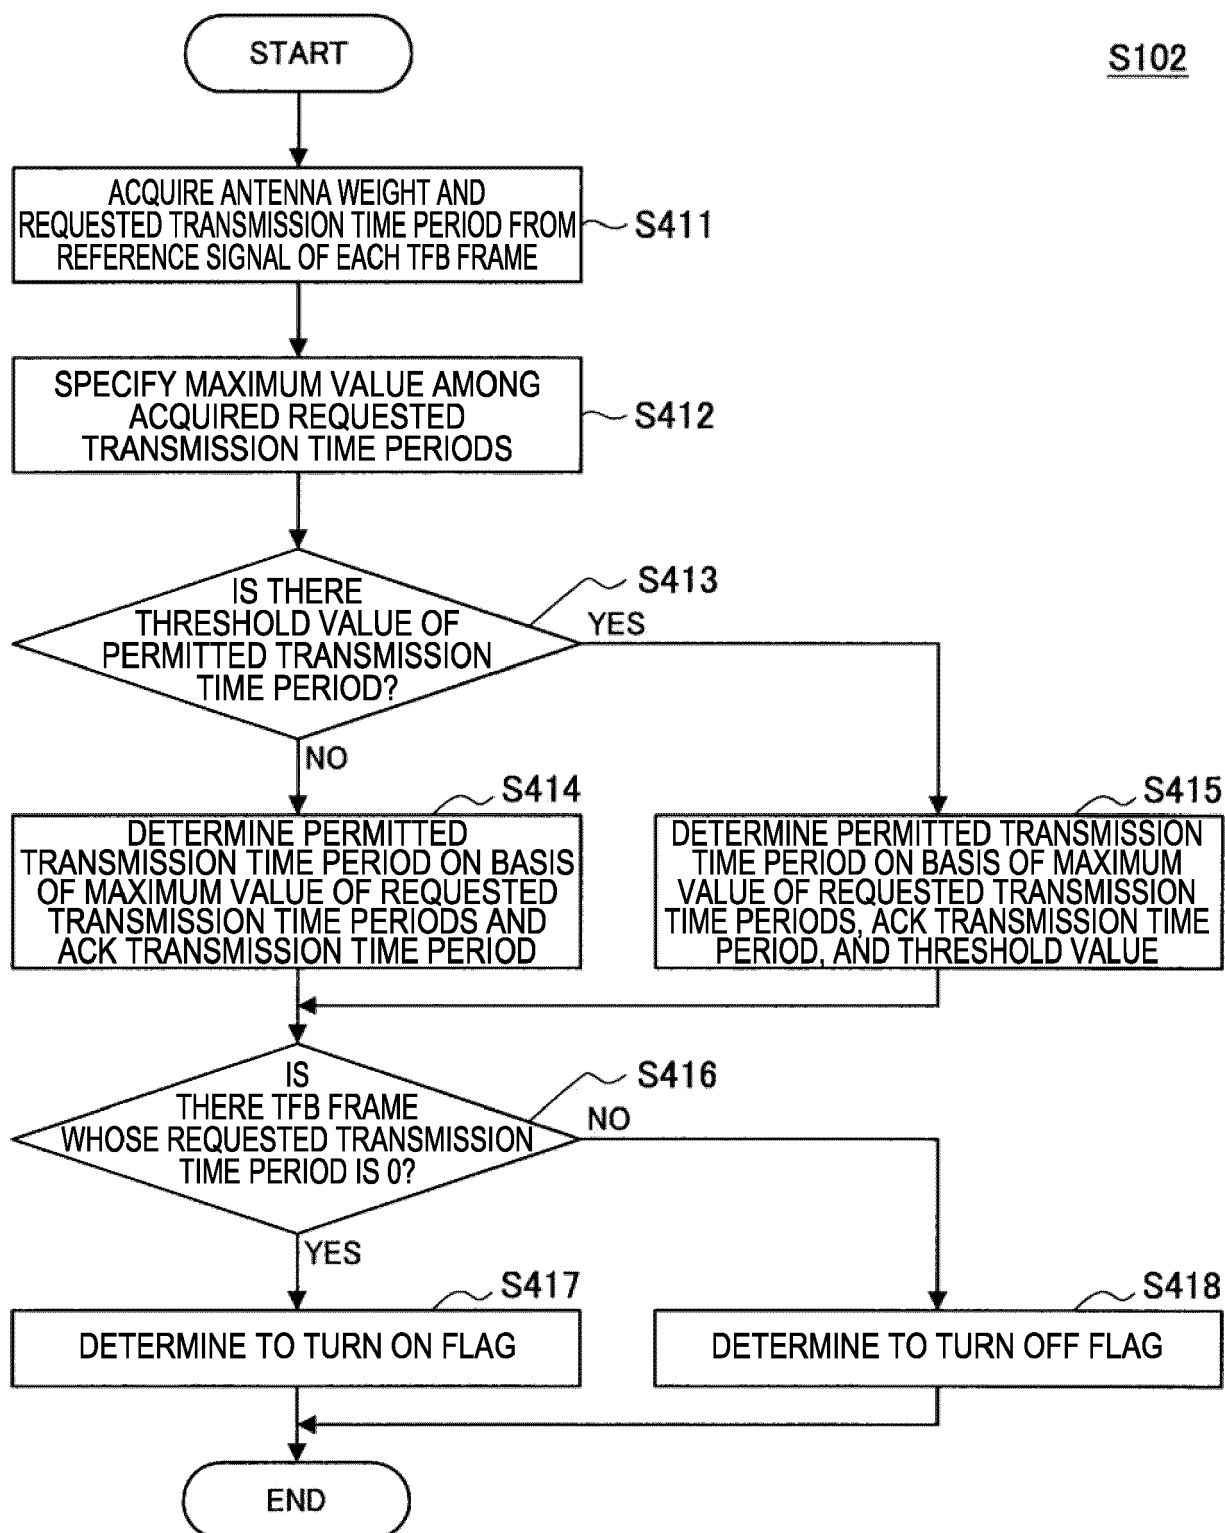 START
S102
ACQUIRE ANTENNA WEIGHT AND
REQUESTED TRANSMISSION TIME PERIOD FROM
REFERENCE SIGNAL OF EACH TFB FRAME
S411
SPECIFY MAXIMUM VALUE AMONG
ACQUIRED REQUESTED
TRANSMISSION TIME PERIODS
S412
IS THERE
THRESHOLD VALUE OF
PERMITTED TRANSMISSION
TIME PERIOD?
S413
YES
NO
S414
DETERMINE PERMITTED
TRANSMISSION TIME PERIOD ON BASIS
OF MAXIMUM VALUE OF REQUESTED
TRANSMISSION TIME PERIODS AND
ACK TRANSMISSION TIME PERIOD
S415
DETERMINE PERMITTED TRANSMISSION
TIME PERIOD ON BASIS OF MAXIMUM
VALUE OF REQUESTED TRANSMISSION
TIME PERIODS, ACK TRANSMISSION TIME
PERIOD, AND THRESHOLD VALUE
IS
THERE TFB FRAME
WHOSE REQUESTED TRANSMISSION
TIME PERIOD IS 0?
S416
NO
YES
S417
DETERMINE TO TURN ON FLAG
S418
DETERMINE TO TURN OFF FLAG
END